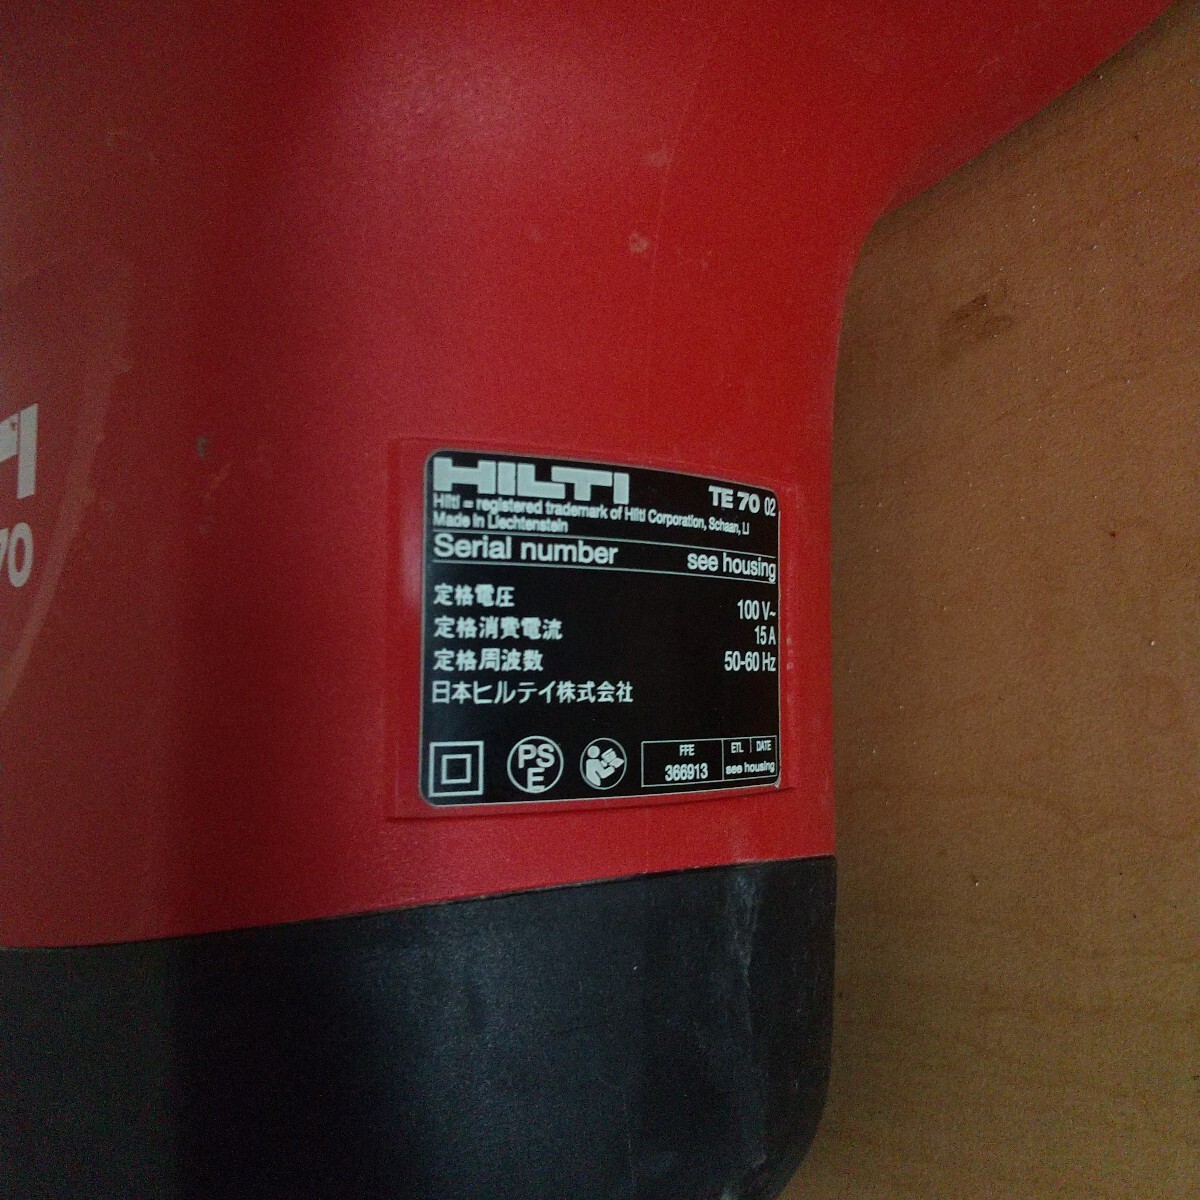 70
HILTI TE 70 02
Hilti = registered trademark of Hilti Corporation, Schaan, LI
Made in Liechtenstein
Serial number see housing
定格電圧 100 V~
定格消費電流 15 A
定格周波数 50-60 Hz
日本ヒルテイ株式会社
PS
E
FFE ETL DATE
366913 see housing